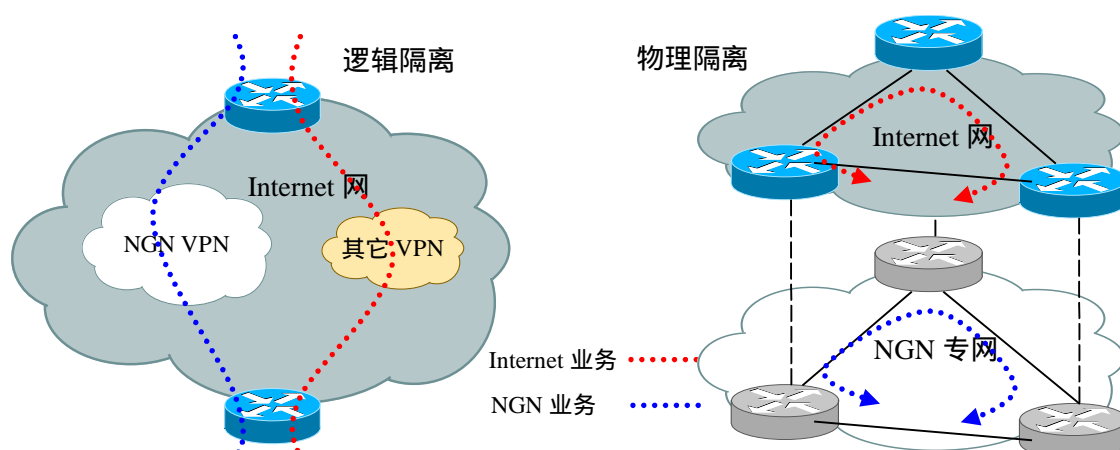 逻辑隔离
Internet 网
NGN VPN
其它 VPN
物理隔离
Internet 网
NGN 专网
Internet 业务
NGN 业务